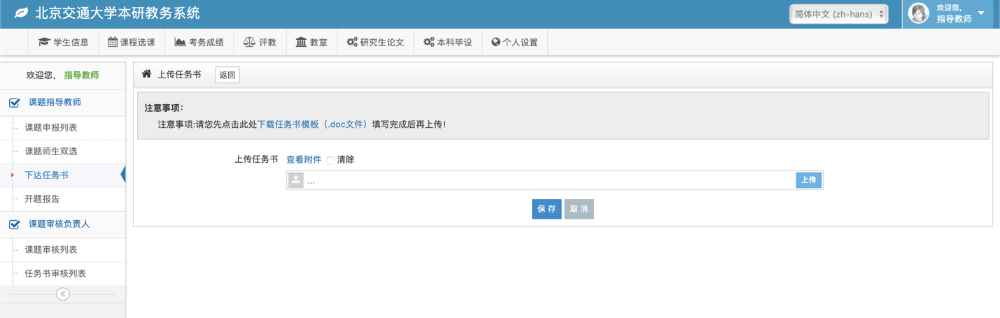 北京交通大学本研教务系统
简体中文 (zh-hans)
欢迎您,
指导教师
学生信息
课程选课
考务成绩
评教
教室
研究生论文
本科毕设
个人设置
欢迎您， 指导教师
课题指导教师
课题申报列表
课题师生双选
下达任务书
开题报告
课题审核负责人
课题审核列表
任务书审核列表
上传任务书 返回
注意事项：
注意事项:请您先点击此处下载任务书模板（.doc文件）填写完成后再上传！
上传任务书 查看附件 清除
... 上传
保 存 取 消